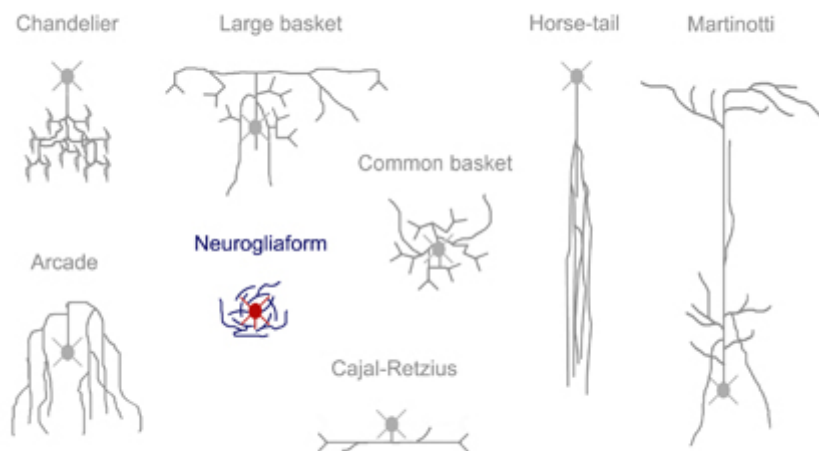 Chandelier
Large basket
Horse-tail
Martinotti
Common basket
Neurogliaform
Arcade
Cajal-Retzius